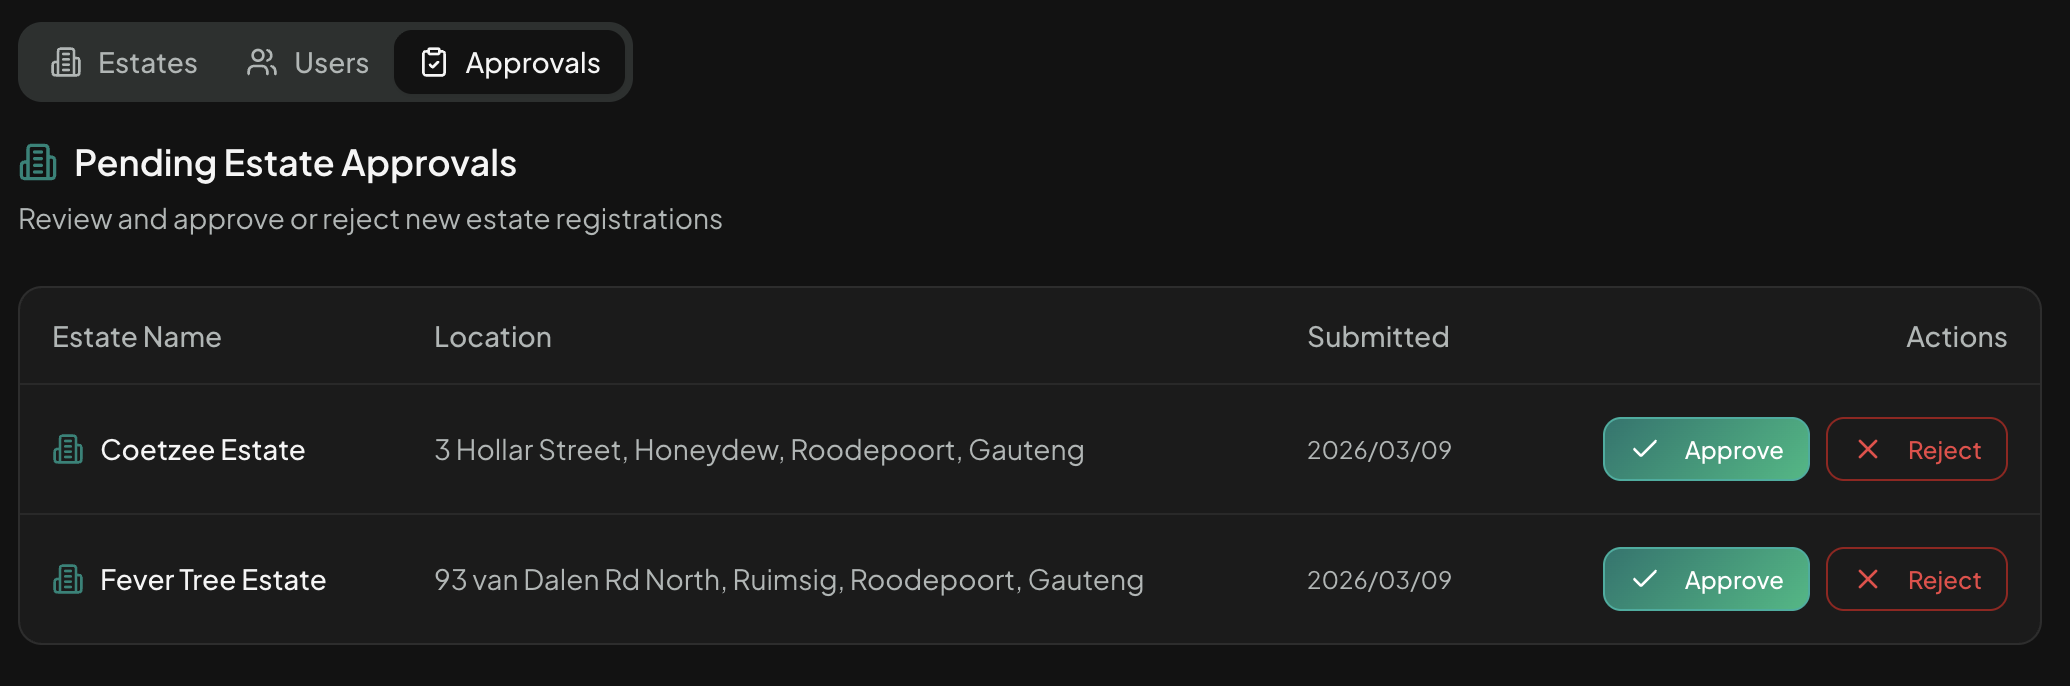 Estates Users Approvals
Pending Estate Approvals
Review and approve or reject new estate registrations
Estate Name Location Submitted Actions
Coetzee Estate 3 Hollar Street, Honeydew, Roodepoort, Gauteng 2026/03/09 Approve Reject
Fever Tree Estate 93 van Dalen Rd North, Ruimsig, Roodepoort, Gauteng 2026/03/09 Approve Reject